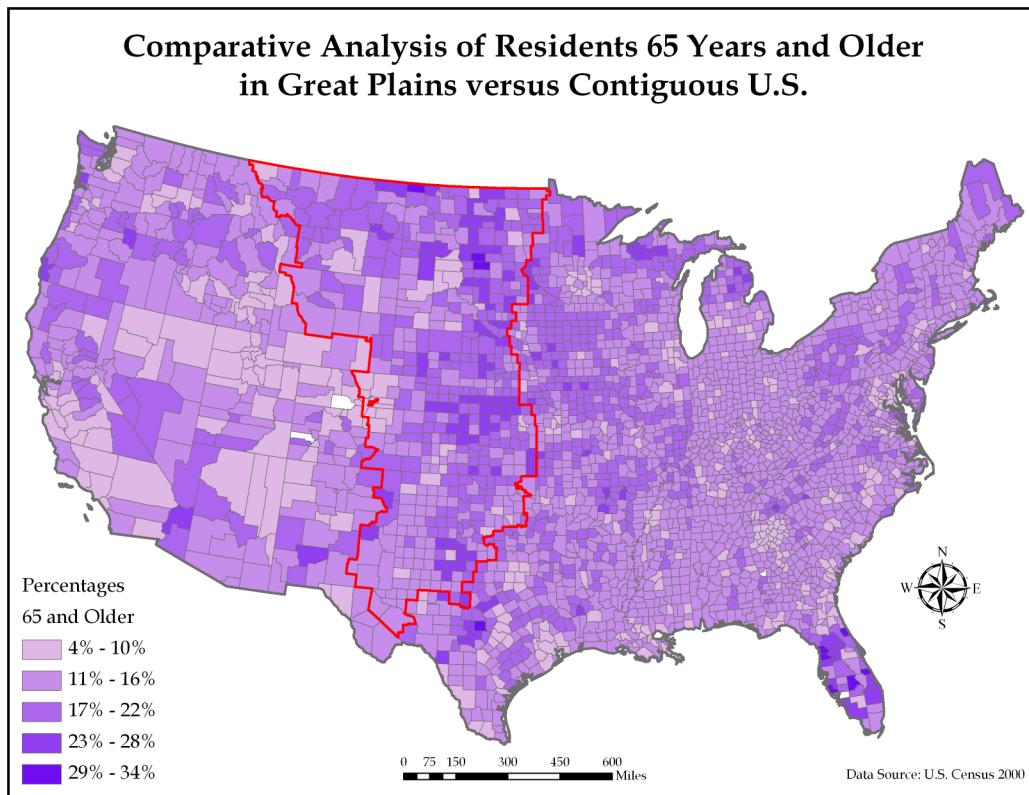 Comparative Analysis of Residents 65 Years and Older
in Great Plains versus Contiguous U.S.
N
W E
S
Percentages
65 and Older
4% - 10%
11% - 16%
17% - 22%
23% - 28%
29% - 34%
0 75 150 300 450 600
Miles
Data Source: U.S. Census 2000